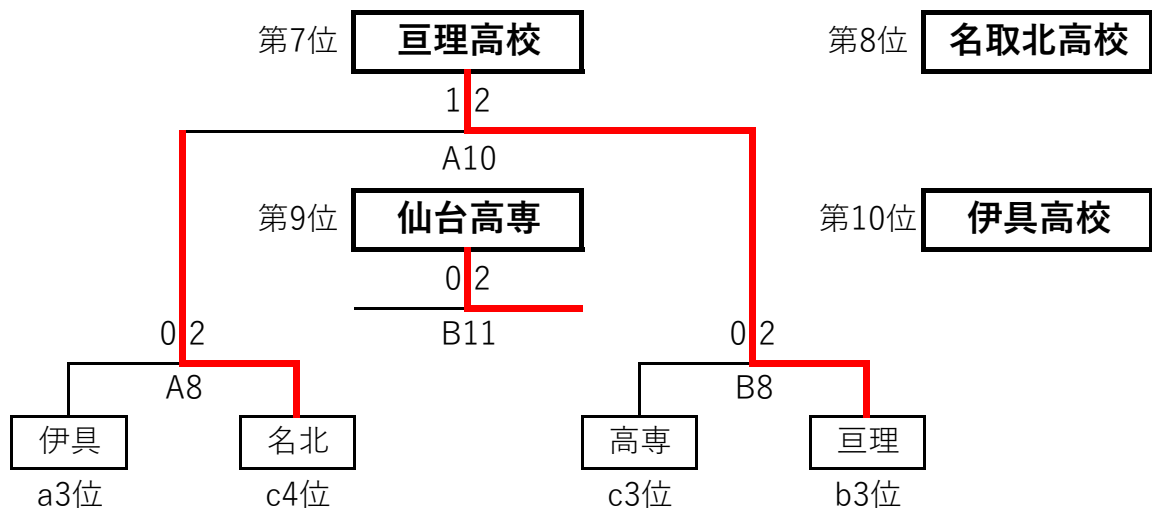 第7位 亘理高校 第8位 名取北高校
1 2
A10
第9位 仙台高専 第10位 伊具高校
0 2
B11
0 2 0 2
A8 B8
伊具 名北 高専 亘理
a3位 c4位 c3位 b3位